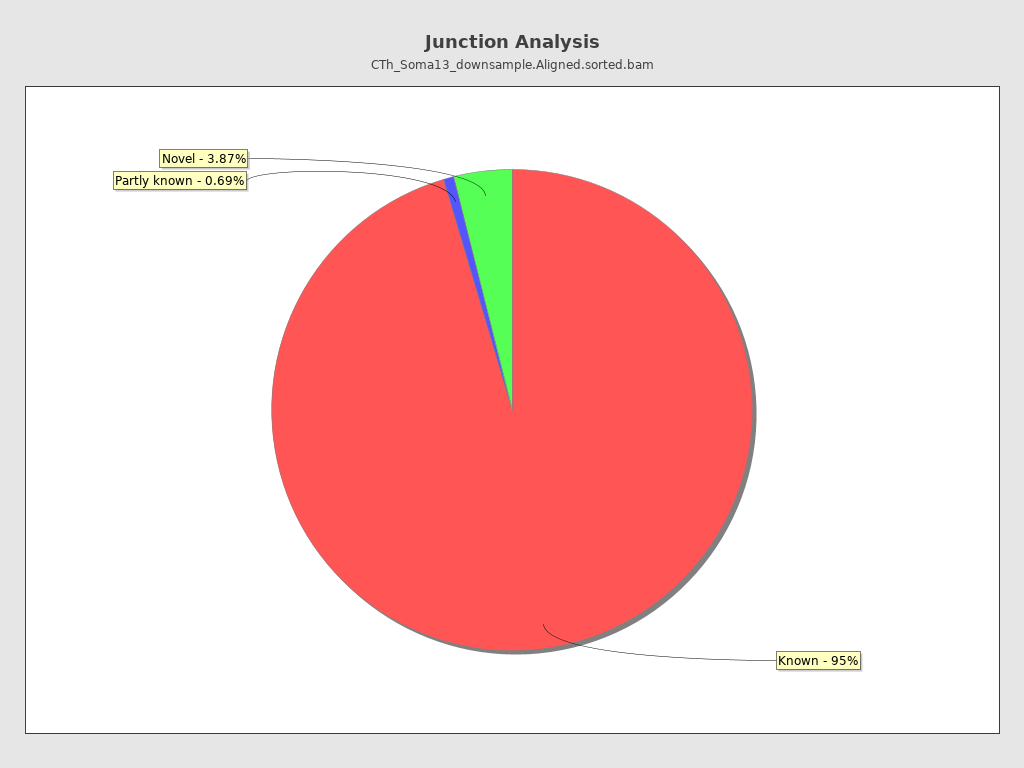 Junction Analysis
CTh_Soma13_downsample.Aligned.sorted.bam
Novel - 3.87%
Partly known - 0.69%
Known - 95%